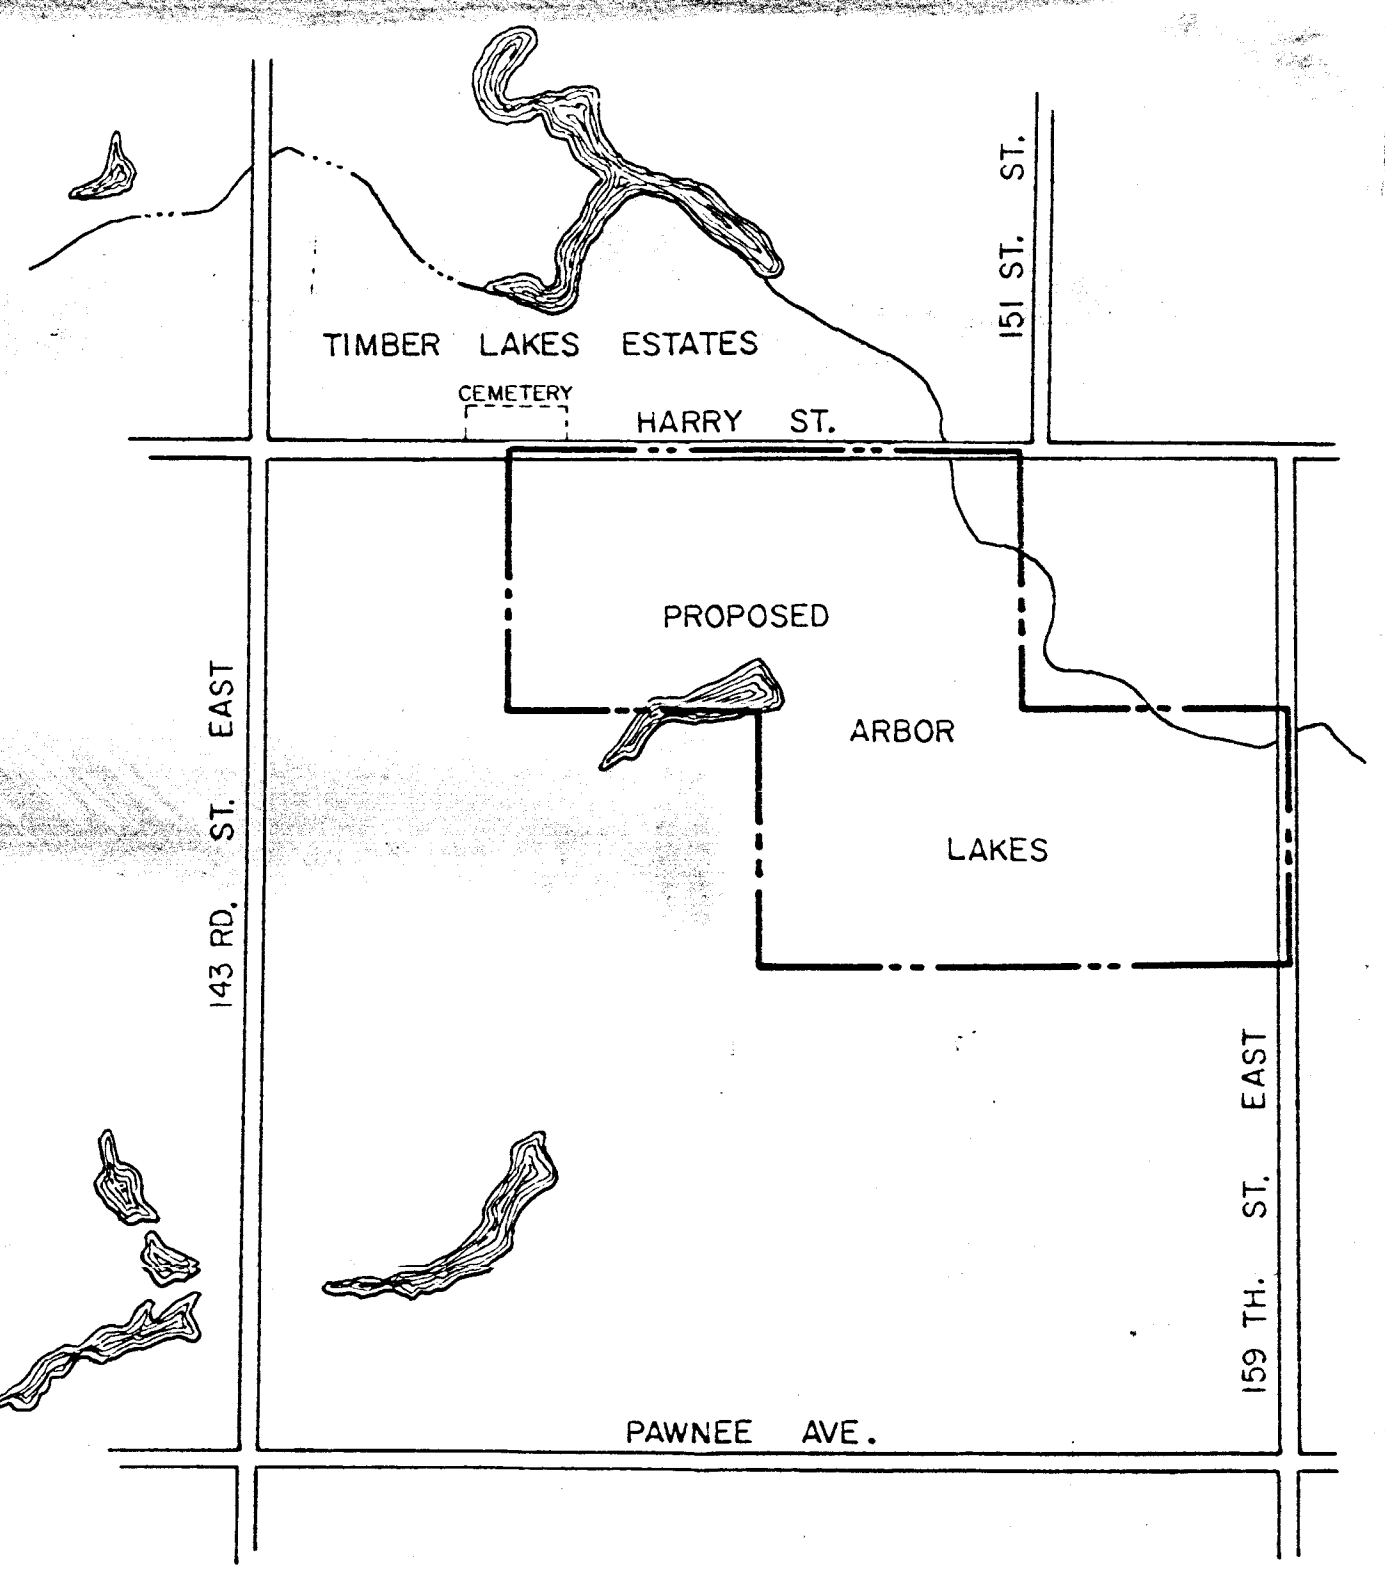 151 ST. ST.
TIMBER LAKES ESTATES
CEMETERY
HARRY ST.
PROPOSED
ARBOR
LAKES
143 RD. ST. EAST
159 TH. ST. EAST
PAWNEE AVE.